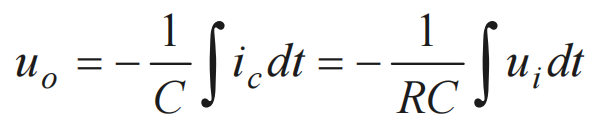 $u_o = -\frac{1}{C}\int i_c dt = -\frac{1}{RC}\int u_i dt$